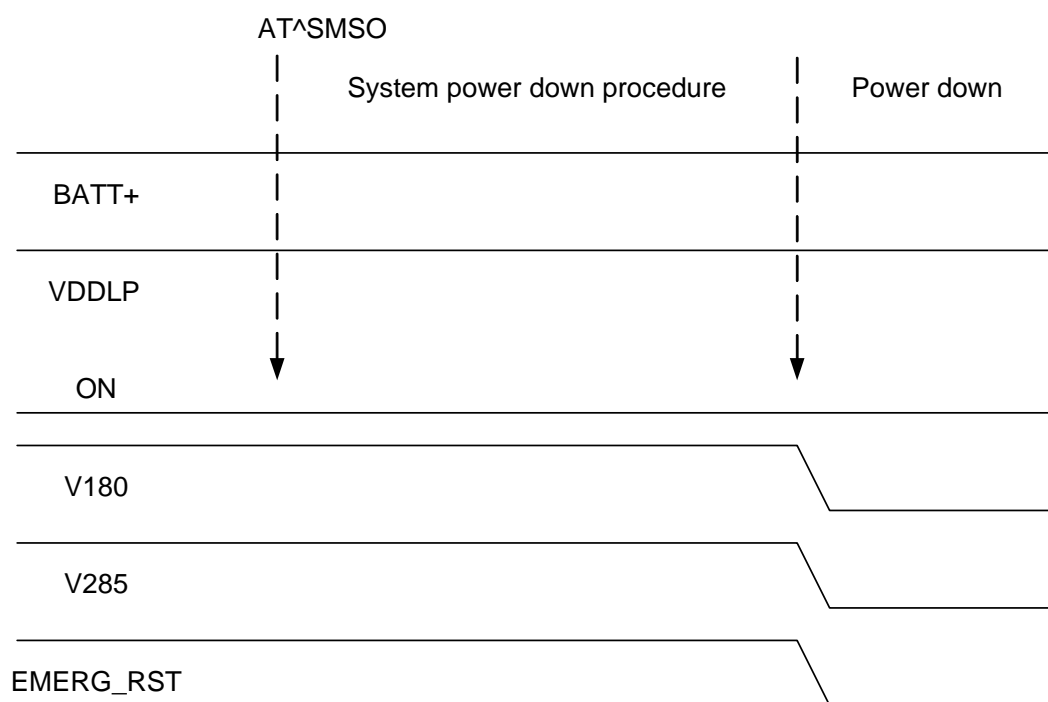 AT^SMSO
System power down procedure
Power down
BATT+
VDDLP
ON
V180
V285
EMERG_RST